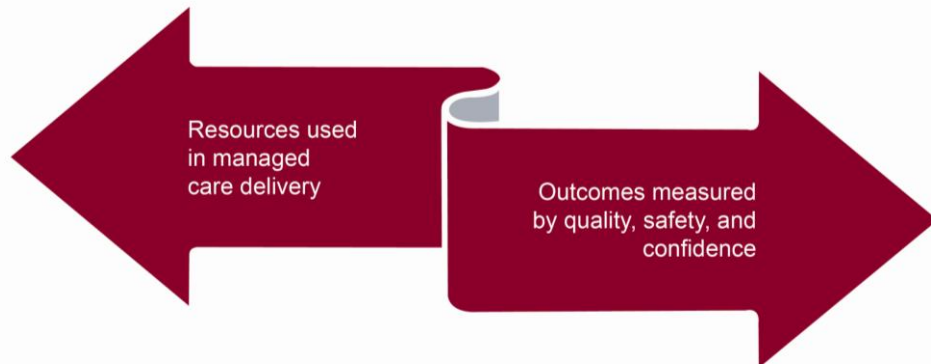 Resources used
in managed
care delivery
Outcomes measured
by quality, safety, and
confidence